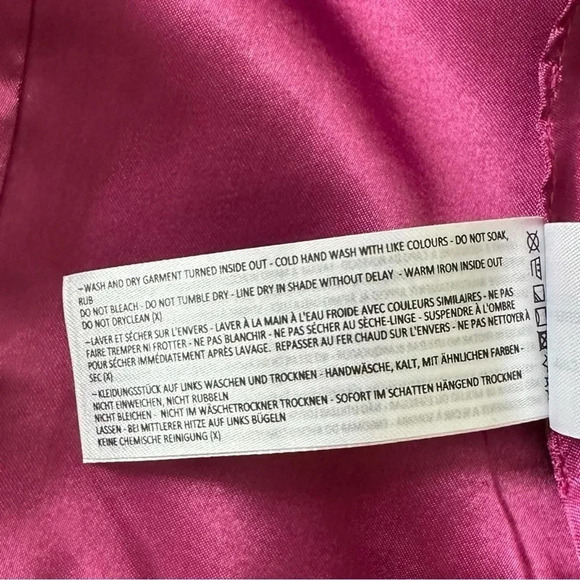 –WASH AND DRY GARMENT TURNED INSIDE OUT - COLD HAND WASH WITH LIKE COLOURS - DO NOT SOAK,
RUB
DO NOT BLEACH - DO NOT TUMBLE DRY - LINE DRY IN SHADE WITHOUT DELAY - WARM IRON INSIDE OUT
DO NOT DRYCLEAN (X)
–LAVER ET SÉCHER SUR L'ENVERS - LAVER À LA MAIN À L'EAU FROIDE AVEC COULEURS SIMILAIRES - NE PAS
FAIRE TREMPER NI FROTTER - NE PAS BLANCHIR - NE PAS SÉCHER AU SÈCHE-LINGE - SUSPENDRE À L'OMBRE
POUR SÉCHER IMMÉDIATEMENT APRÈS LAVAGE. REPASSER AU FER CHAUD SUR L'ENVERS - NE PAS NETTOYER À
SEC (X)
–KLEIDUNGSSTÜCK AUF LINKS WASCHEN UND TROCKNEN - HANDWÄSCHE, KALT, MIT ÄHNLICHEN FARBEN -
NICHT EINWEICHEN, NICHT RUBBELN
NICHT BLEICHEN - NICHT IM WÄSCHETROCKNER TROCKNEN - SOFORT IM SCHATTEN HÄNGEND TROCKNEN
LASSEN - BEI MITTLERER HITZE AUF LINKS BÜGELN
KEINE CHEMISCHE REINIGUNG (X)